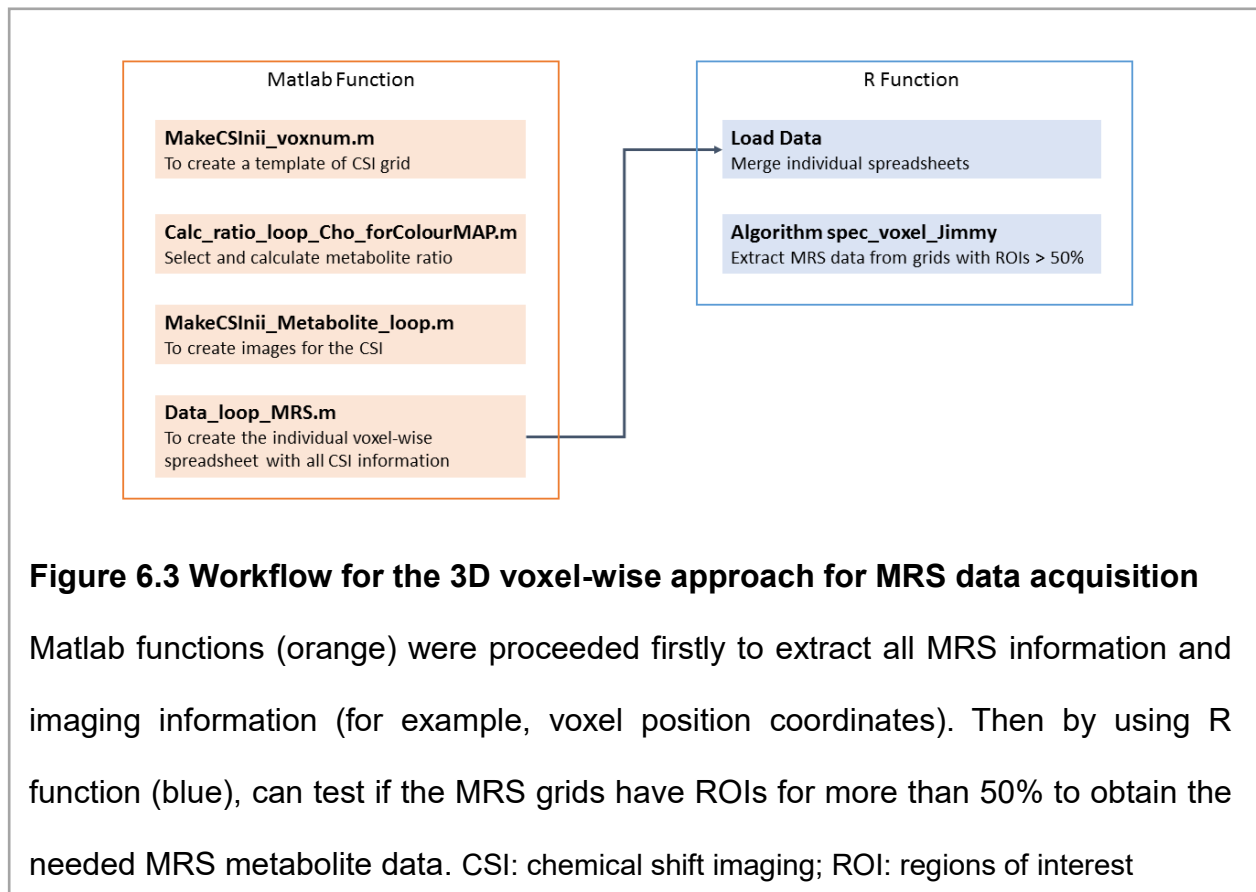 Matlab Function
MakeCSInii_voxnum.m
To create a template of CSI grid
Calc_ratio_loop_Cho_forColourMAP.m
Select and calculate metabolite ratio
MakeCSInii_Metabolite_loop.m
To create images for the CSI
Data_loop_MRS.m
To create the individual voxel-wise
spreadsheet with all CSI information
R Function
Load Data
Merge individual spreadsheets
Algorithm spec_voxel_Jimmy
Extract MRS data from grids with ROIs > 50%
Figure 6.3 Workflow for the 3D voxel-wise approach for MRS data acquisition
Matlab functions (orange) were proceeded firstly to extract all MRS information and
imaging information (for example, voxel position coordinates). Then by using R
function (blue), can test if the MRS grids have ROIs for more than 50% to obtain the
needed MRS metabolite data. CSI: chemical shift imaging; ROI: regions of interest